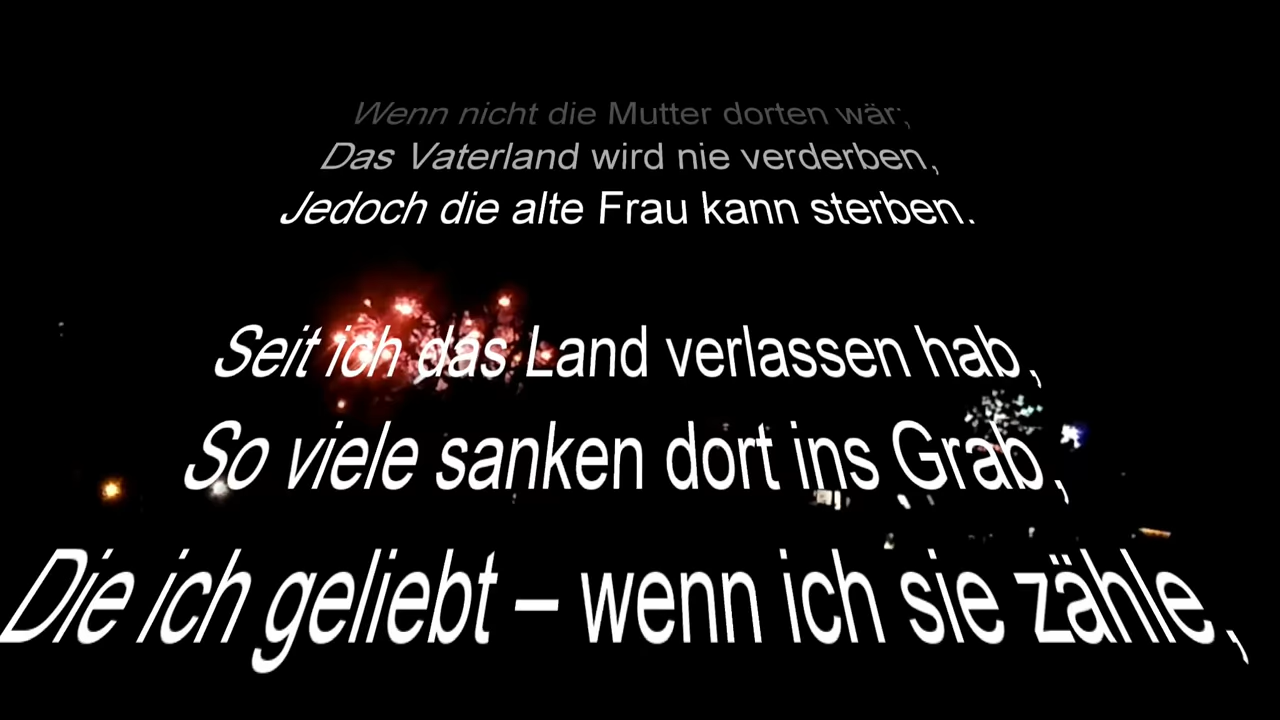 Wenn nicht die Mutter dorten wär;
Das Vaterland wird nie verderben,
Jedoch die alte Frau kann sterben.
Seit ich das Land verlassen hab,
So viele sanken dort ins Grab,
Die ich geliebt – wenn ich sie zähle,